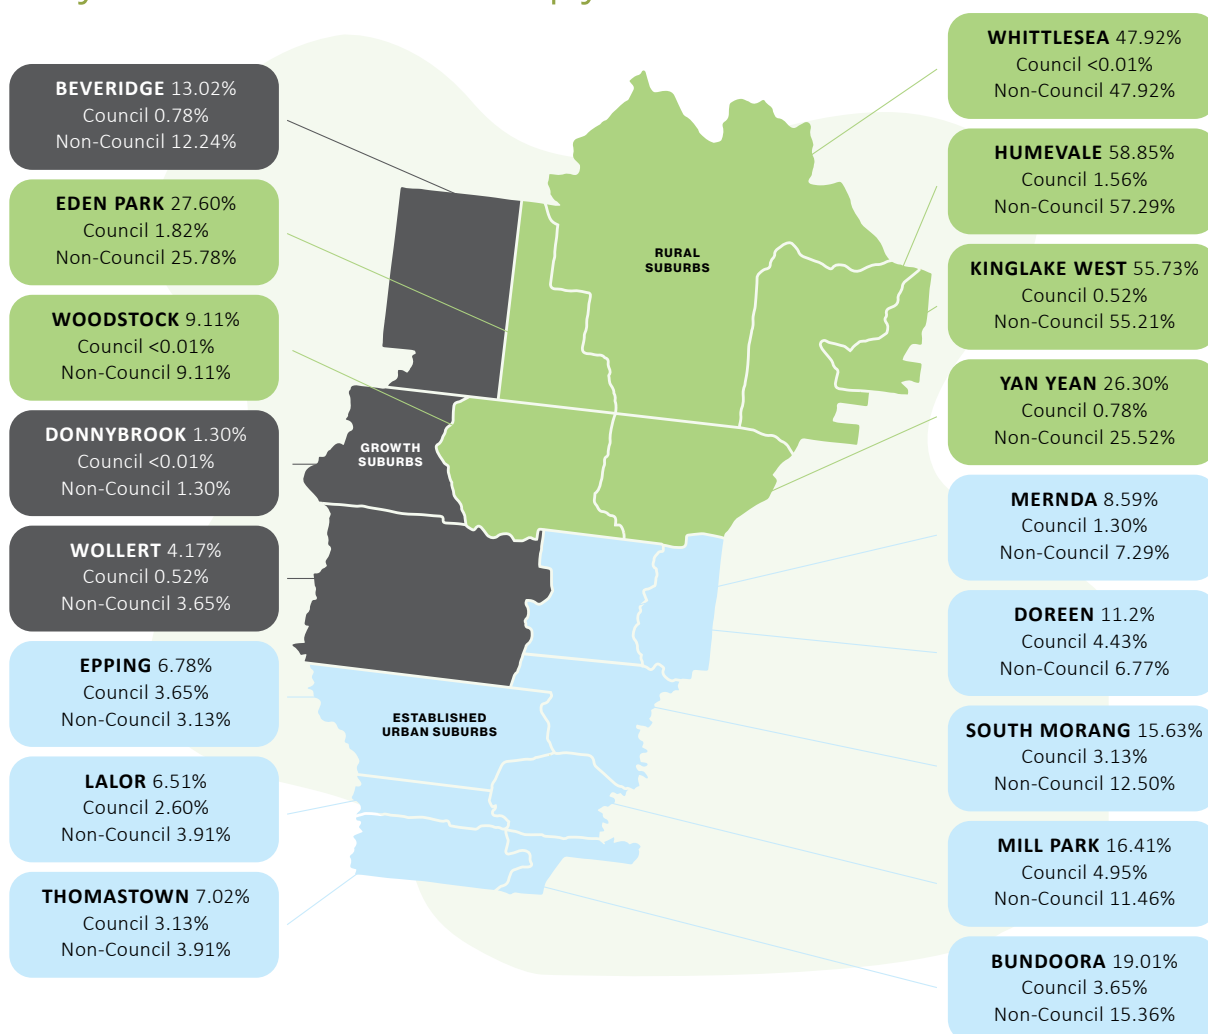 BEVERIDGE 13.02%
Council 0.78%
Non-Council 12.24%
EDEN PARK 27.60%
Council 1.82%
Non-Council 25.78%
WOODSTOCK 9.11%
Council <0.01%
Non-Council 9.11%
DONNYBROOK 1.30%
Council <0.01%
Non-Council 1.30%
WOLLERT 4.17%
Council 0.52%
Non-Council 3.65%
EPPING 6.78%
Council 3.65%
Non-Council 3.13%
LALOR 6.51%
Council 2.60%
Non-Council 3.91%
THOMASTOWN 7.02%
Council 3.13%
Non-Council 3.91%
RURAL
SUBURBS
GROWTH
SUBURBS
ESTABLISHED
URBAN SUBURBS
WHITTLESEA 47.92%
Council <0.01%
Non-Council 47.92%
HUMEVALE 58.85%
Council 1.56%
Non-Council 57.29%
KINGLAKE WEST 55.73%
Council 0.52%
Non-Council 55.21%
YAN YEAN 26.30%
Council 0.78%
Non-Council 25.52%
MERNDA 8.59%
Council 1.30%
Non-Council 7.29%
DOREEN 11.2%
Council 4.43%
Non-Council 6.77%
SOUTH MORANG 15.63%
Council 3.13%
Non-Council 12.50%
MILL PARK 16.41%
Council 4.95%
Non-Council 11.46%
BUNDOORA 19.01%
Council 3.65%
Non-Council 15.36%